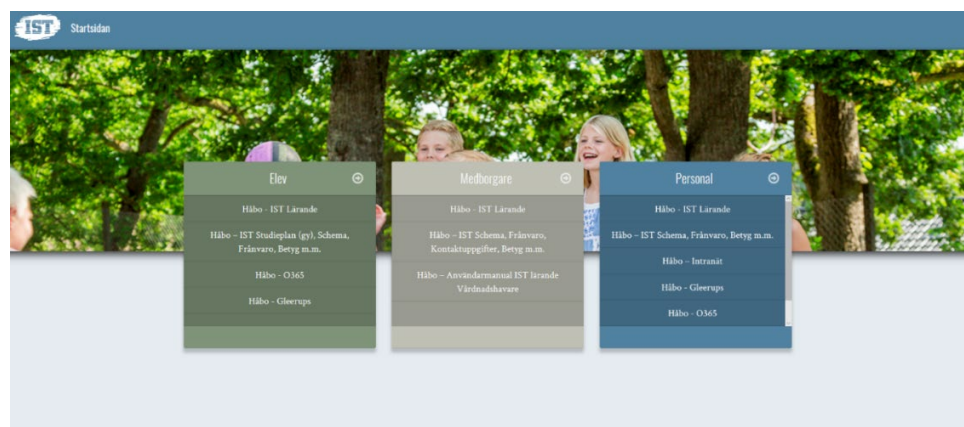 IST Startsidan
Elev
Håbo - IST Lärande
Håbo – IST Studieplan (gy), Schema,
Frånvaro, Betyg m.m.
Håbo - O365
Håbo - Gleerups
Medborgare
Håbo - IST Lärande
Håbo – IST Schema, Frånvaro,
Kontaktuppgifter, Betyg m.m.
Håbo – Användarmanual IST lärande
Vårdnadshavare
Personal
Håbo - IST Lärande
Håbo – IST Schema, Frånvaro, Betyg m.m.
Håbo – Intranät
Håbo - Gleerups
Håbo - O365